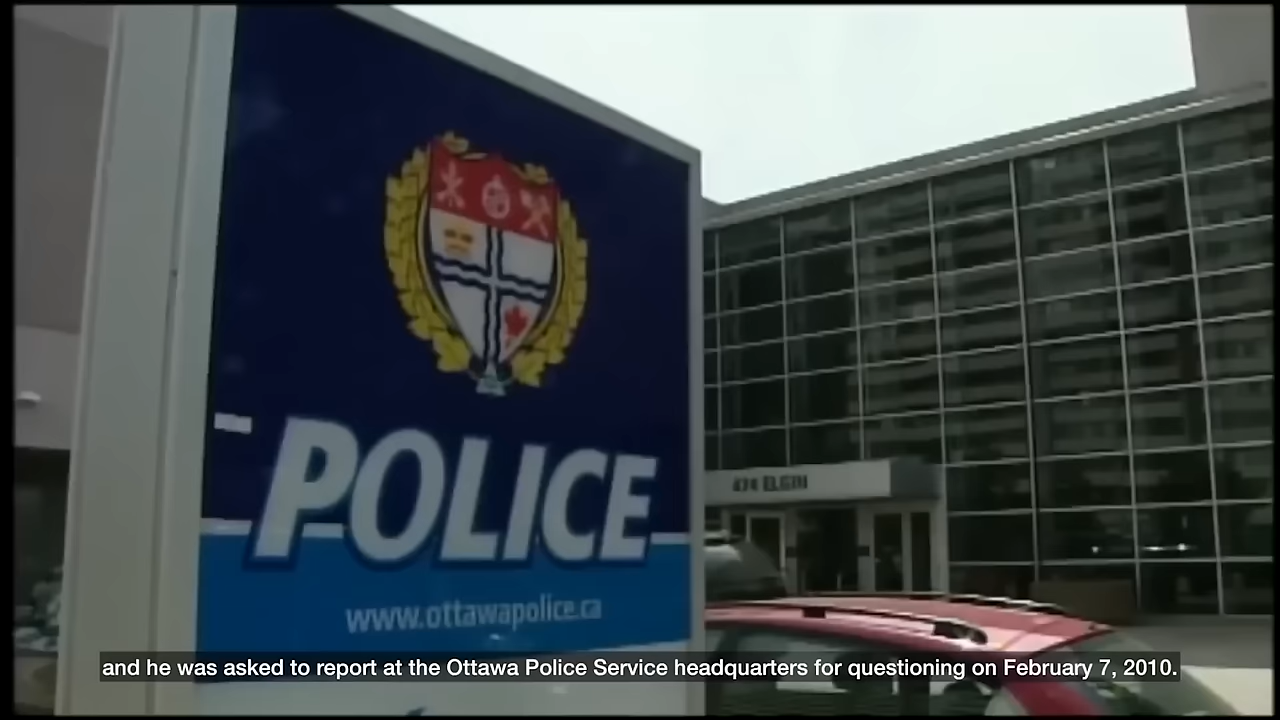 474 ELGIN
POLICE
www.ottawapolice.ca
and he was asked to report at the Ottawa Police Service headquarters for questioning on February 7, 2010.